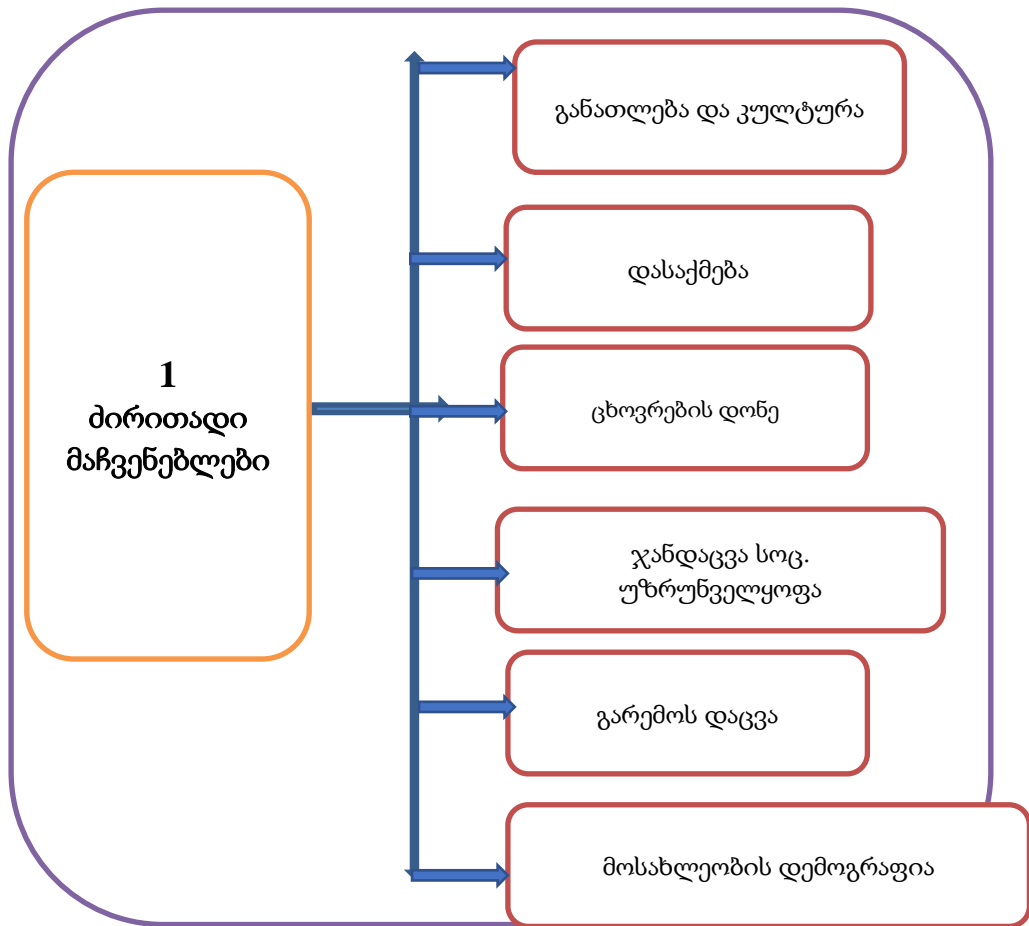 1
ძირითადი
მაჩვენებლები
განათლება და კულტურა
დასაქმება
ცხოვრების დონე
ჯანდაცვა სოც.
უზრუნველყოფა
გარემოს დაცვა
მოსახლეობის დემოგრაფია